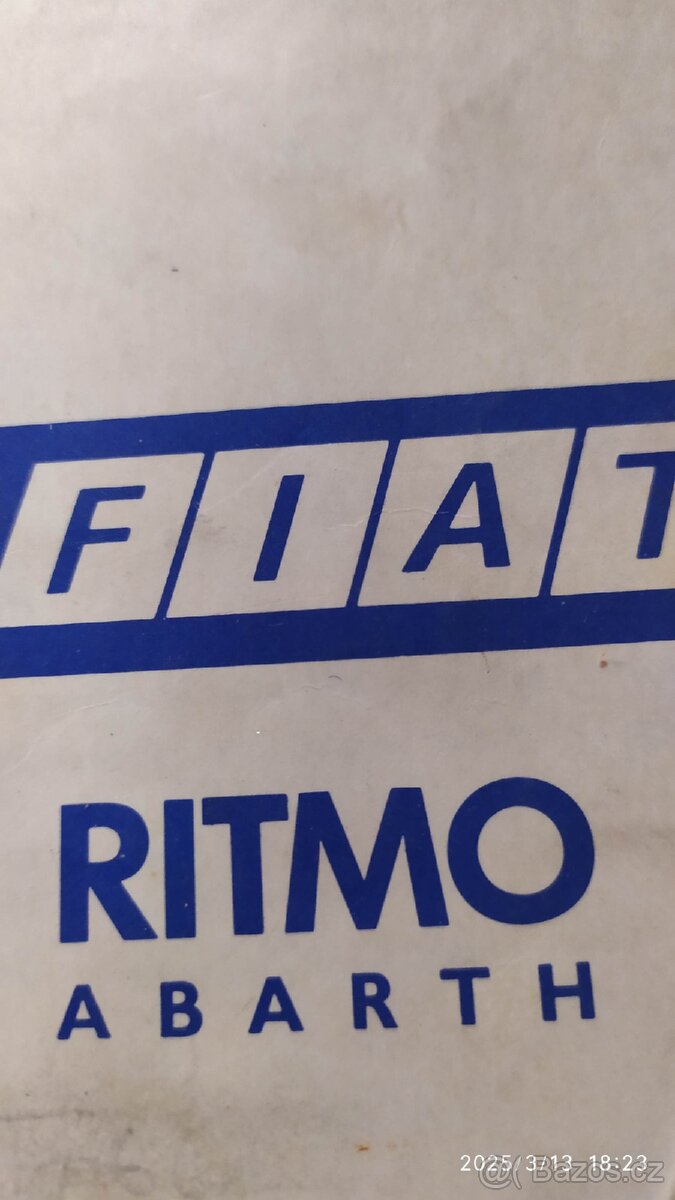 FIAT
RITMO
ABARTH
2025/3/13 18:23
@Bazos.cz